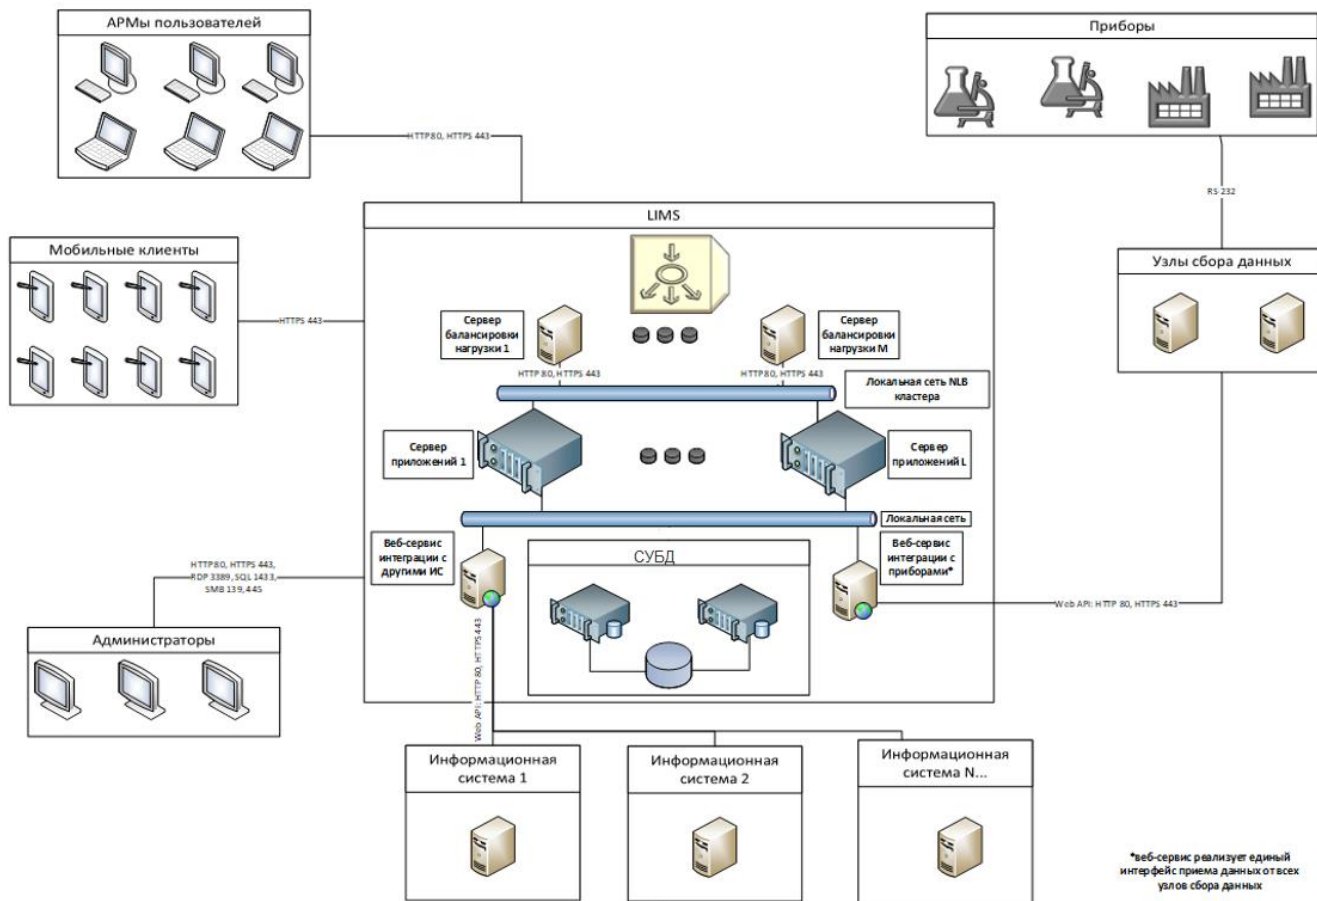 АРМы пользователей
Приборы
HTTP 80, HTTPS 443
RS 232
LIMS
Мобильные клиенты
Узлы сбора данных
HTTPS 443
Сервер
балансировки
нагрузки 1
Сервер
балансировки
нагрузки M
HTTP 80, HTTPS 443
HTTP 80, HTTPS 443
Локальная сеть NLB
кластера
Сервер
приложений 1
Сервер
приложений L
Локальная сеть
Веб-сервис
интеграции с
другими ИС
СУБД
Веб-сервис
интеграции с
приборами*
HTTP 80, HTTPS 443,
RDP 3389, SQL 1433,
SMB 139, 445
Web API: HTTP 80, HTTPS 443
Администраторы
Web API: HTTP 80, HTTPS 443
Информационная
система 1
Информационная
система 2
Информационная
система N...
*веб-сервис реализует единый
интерфейс приема данных от всех
узлов сбора данных